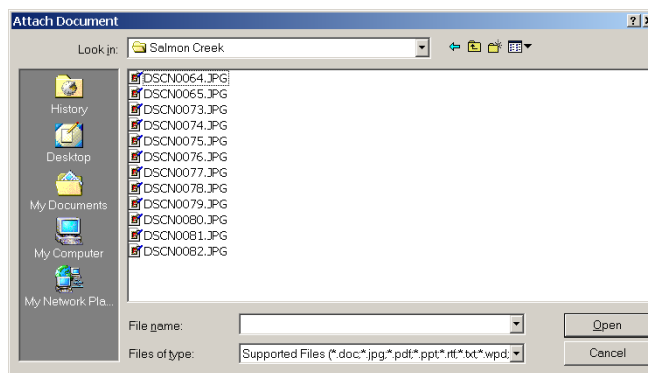 Attach Document
Look in: Salmon Creek
History
Desktop
My Documents
My Computer
My Network Pla...
DSCN0064.JPG
DSCN0065.JPG
DSCN0073.JPG
DSCN0074.JPG
DSCN0075.JPG
DSCN0076.JPG
DSCN0077.JPG
DSCN0078.JPG
DSCN0079.JPG
DSCN0080.JPG
DSCN0081.JPG
DSCN0082.JPG
File name: Open
Files of type: Supported Files (*.doc;*.jpg;*.pdf;*.ppt;*.rtf;*.txt;*.wpd; Cancel